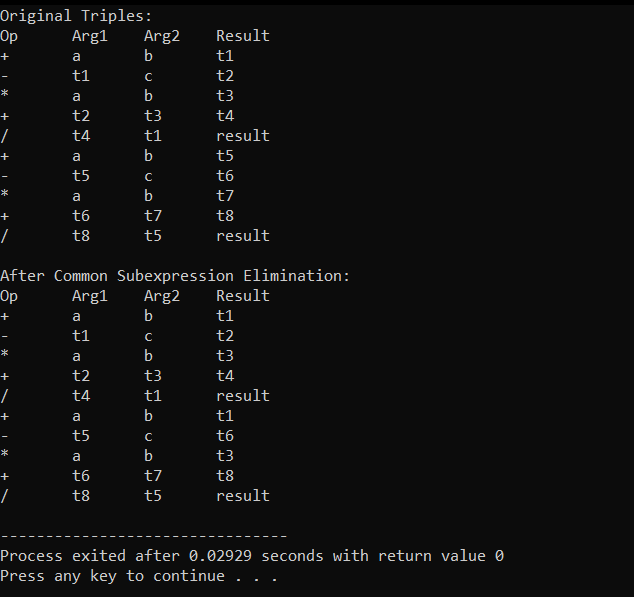 Original Triples:
Op      Arg1    Arg2    Result
+       a       b       t1
-       t1      c       t2
*       a       b       t3
+       t2      t3      t4
/       t4      t1      result
+       a       b       t5
-       t5      c       t6
*       a       b       t7
+       t6      t7      t8
/       t8      t5      result

After Common Subexpression Elimination:
Op      Arg1    Arg2    Result
+       a       b       t1
-       t1      c       t2
*       a       b       t3
+       t2      t3      t4
/       t4      t1      result
+       a       b       t1
-       t5      c       t6
*       a       b       t3
+       t6      t7      t8
/       t8      t5      result

--------------------------------
Process exited after 0.02929 seconds with return value 0
Press any key to continue . . .